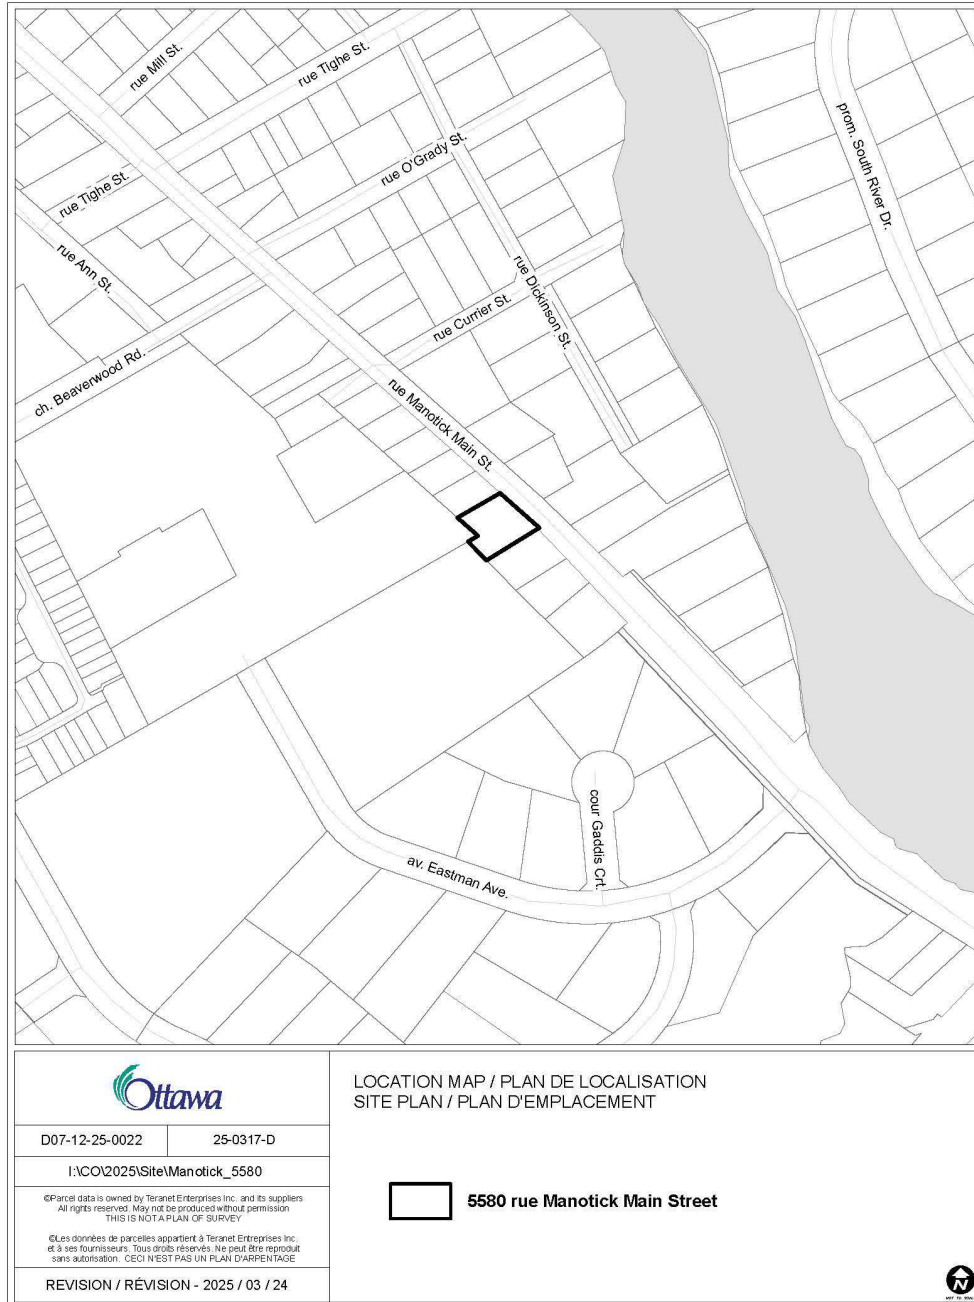 rue Mill St.
rue Tighe St.
prom. South River Dr.
rue O'Grady St.
rue Tighe St.
rue Ann St.
rue Dickinson St.
rue Currier St.
ch. Beaverwood Rd.
rue Manotick Main St.
cour Gaddis Crt.
av. Eastman Ave.
Ottawa
D07-12-25-0022
25-0317-D
I:\CO\2025\Site\Manotick_5580
©Parcel data is owned by Teranet Enterprises Inc. and its suppliers
All rights reserved. May not be produced without permission
THIS IS NOT A PLAN OF SURVEY
©Les données de parcelles appartient à Teranet Entreprises Inc.
et à ses fournisseurs. Tous droits réservés. Ne peut être reproduit
sans autorisation. CECI N'EST PAS UN PLAN D'ARPENTAGE
REVISION / RÉVISION - 2025 / 03 / 24
LOCATION MAP / PLAN DE LOCALISATION
SITE PLAN / PLAN D'EMPLACEMENT
5580 rue Manotick Main Street
N
NOT TO SCALE